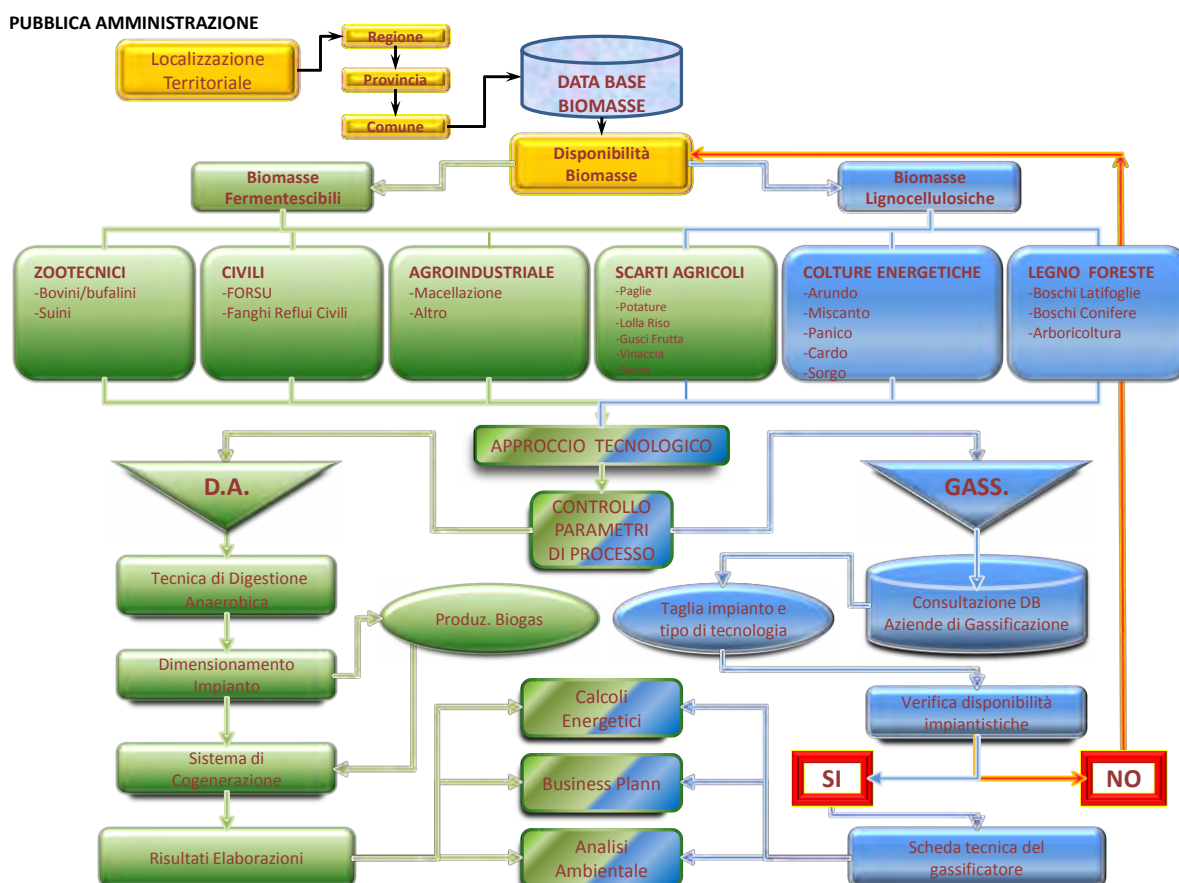 PUBBLICA AMMINISTRAZIONE
Localizzazione
Territoriale
Regione
Provincia
Comune
DATA BASE
BIOMASSE
Disponibilità
Biomasse
Biomasse
Fermentescibili
Biomasse
Lignocellulosiche
ZOOTECNICI
-Bovini/bufalini
-Suini
CIVILI
-FORSU
-Fanghi Reflui Civili
AGROINDUSTRIALE
-Macellazione
-Altro
SCARTI AGRICOLI
-Paglie
-Potature
-Lolla Riso
-Gusci Frutta
-Vinaccia
-Sansa
COLTURE ENERGETICHE
-Arundo
-Miscanto
-Panico
-Cardo
-Sorgo
LEGNO FORESTE
-Boschi Latifoglie
-Boschi Conifere
-Arboricoltura
APPROCCIO TECNOLOGICO
D.A.
GASS.
CONTROLLO
PARAMETRI
DI PROCESSO
Tecnica di Digestione
Anaerobica
Produz. Biogas
Taglia impianto e
tipo di tecnologia
Consultazione DB
Aziende di Gassificazione
Dimensionamento
Impianto
Calcoli
Energetici
Verifica disponibilità
impiantistiche
Sistema di
Cogenerazione
Business Plann
SI
NO
Risultati Elaborazioni
Analisi
Ambientale
Scheda tecnica del
gassificatore